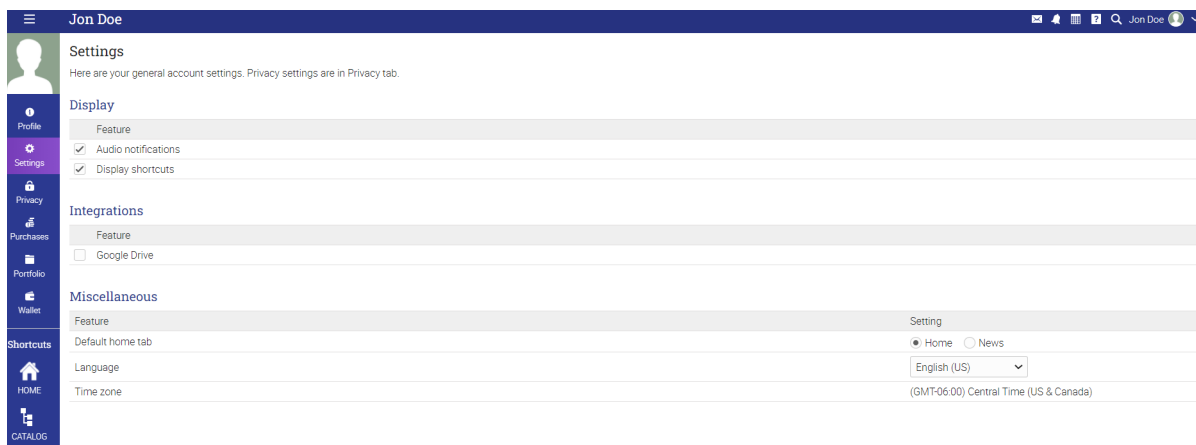 Jon Doe
Jon Doe
Settings
Here are your general account settings. Privacy settings are in Privacy tab.
Display
Feature
Audio notifications
Display shortcuts
Integrations
Feature
Google Drive
Miscellaneous
Feature Setting
Default home tab Home News
Language English (US)
Time zone (GMT-06:00) Central Time (US & Canada)
Profile
Settings
Privacy
Purchases
Portfolio
Wallet
Shortcuts
HOME
CATALOG